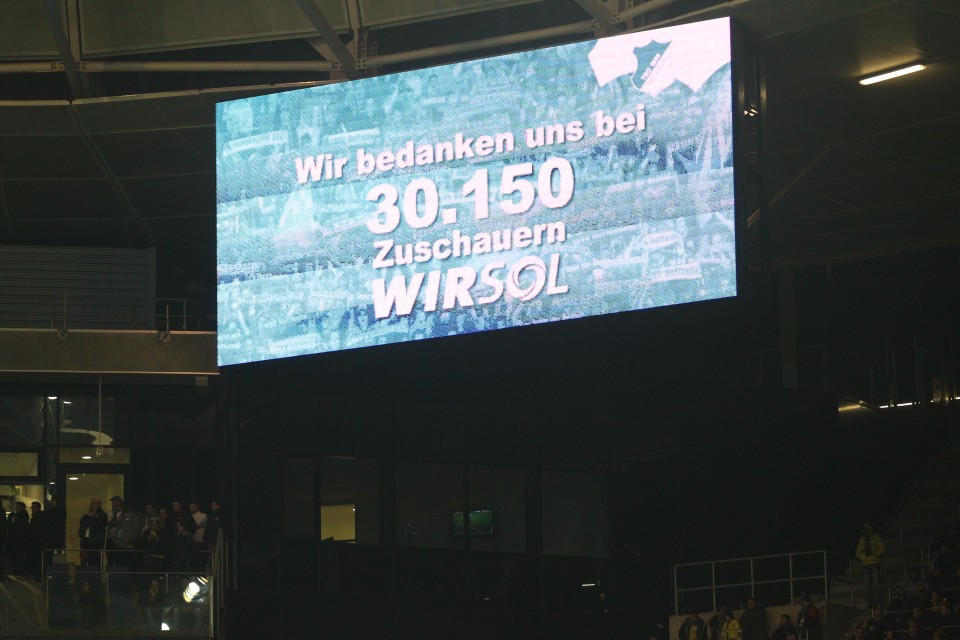 Wir bedanken uns bei
30.150
Zuschauern
WIRSOL